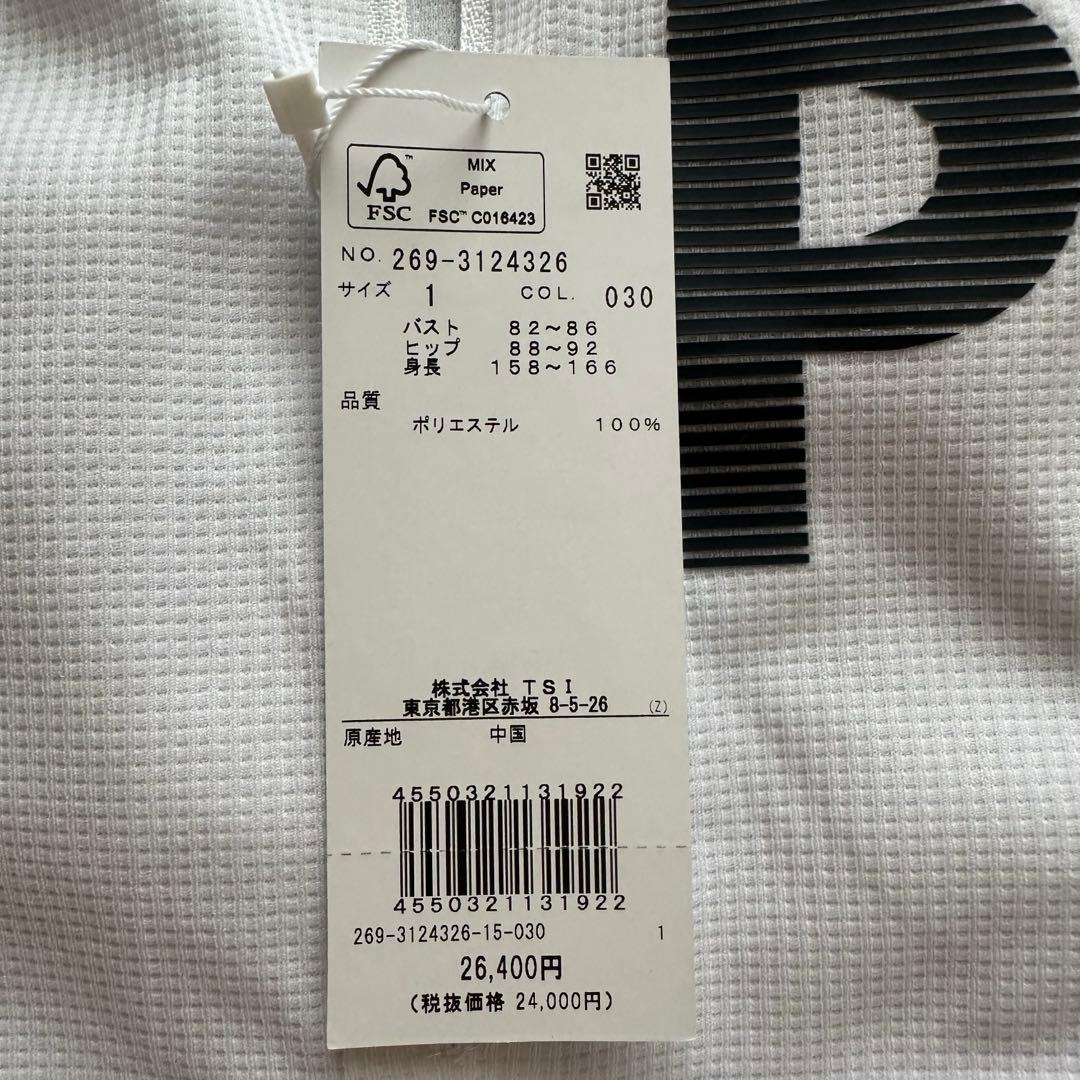 P
MIX
Paper
FSC™
FSC™ C016423
NO. 269-3124326
サイズ 1 COL. 030
バスト 82～86
ヒップ 88～92
身長 158～166
品質
ポリエステル 100%
株式会社 TSI
東京都港区赤坂 8-5-26 (Z)
原産地 中国
4550321131922
4550321131922
269-3124326-15-030 1
26,400円
(税抜価格 24,000円)